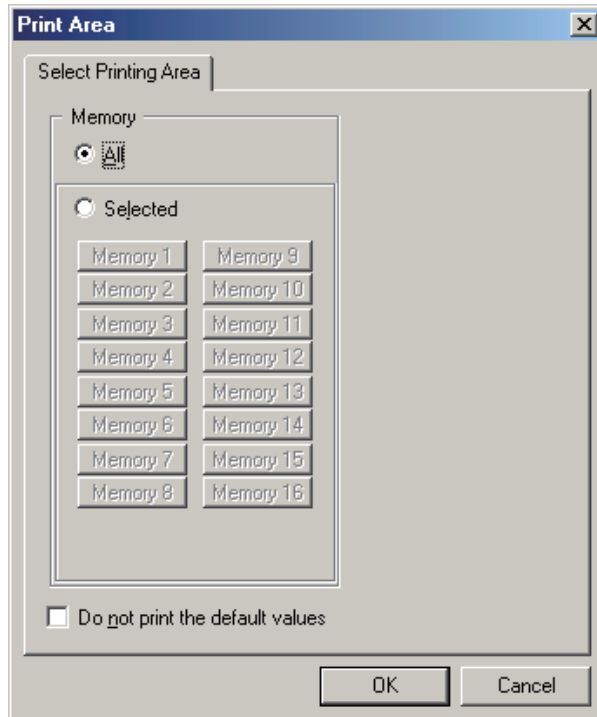 Print Area
Select Printing Area
Memory
All
Selected
Memory 1 Memory 9
Memory 2 Memory 10
Memory 3 Memory 11
Memory 4 Memory 12
Memory 5 Memory 13
Memory 6 Memory 14
Memory 7 Memory 15
Memory 8 Memory 16
Do not print the default values
OK Cancel